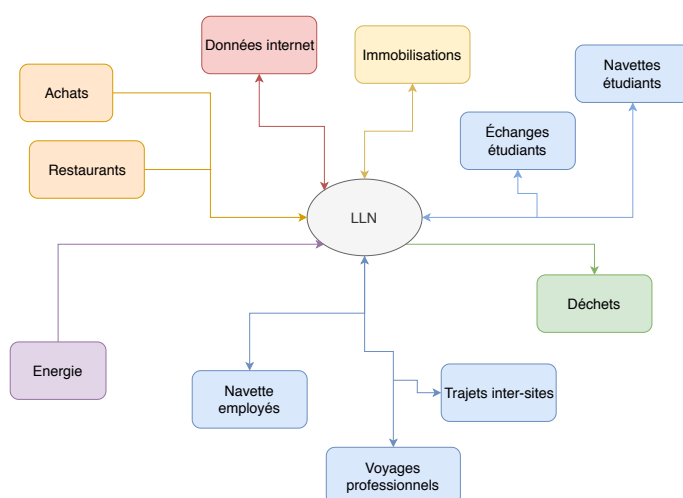 Données internet
Immobilisations
Navettes
étudiants
Achats
Échanges
étudiants
Restaurants
LLN
Déchets
Energie
Navette
employés
Trajets inter-sites
Voyages
professionnels